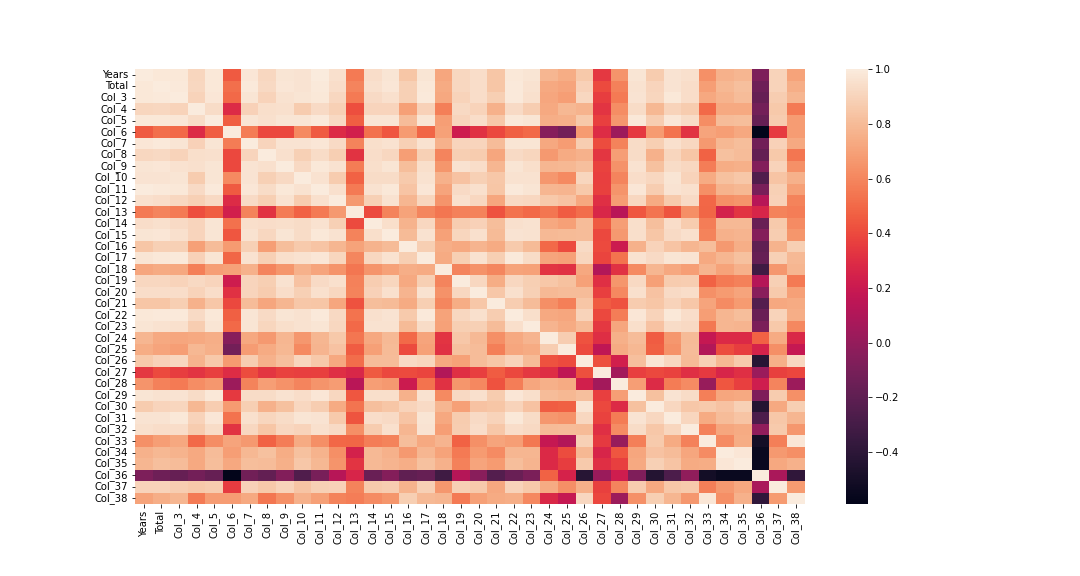 Years
Total
Col_3
Col_4
Col_5
Col_6
Col_7
Col_8
Col_9
Col_10
Col_11
Col_12
Col_13
Col_14
Col_15
Col_16
Col_17
Col_18
Col_19
Col_20
Col_21
Col_22
Col_23
Col_24
Col_25
Col_26
Col_27
Col_28
Col_29
Col_30
Col_31
Col_32
Col_33
Col_34
Col_35
Col_36
Col_37
Col_38
Years
Total
Col_3
Col_4
Col_5
Col_6
Col_7
Col_8
Col_9
Col_10
Col_11
Col_12
Col_13
Col_14
Col_15
Col_16
Col_17
Col_18
Col_19
Col_20
Col_21
Col_22
Col_23
Col_24
Col_25
Col_26
Col_27
Col_28
Col_29
Col_30
Col_31
Col_32
Col_33
Col_34
Col_35
Col_36
Col_37
Col_38
1.0
0.8
0.6
0.4
0.2
0.0
−0.2
−0.4